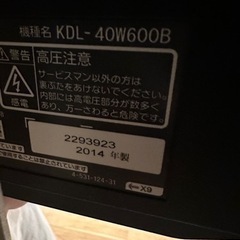 機種名 KDL-40W600B
警告
高圧注意
サービスマン以外の方は
裏ぶたをあけないでください。
内部には高電圧部分が数多く
あり、万一さわると危険です。
感電
2293923
2014 年製
4-531-124-31
X9